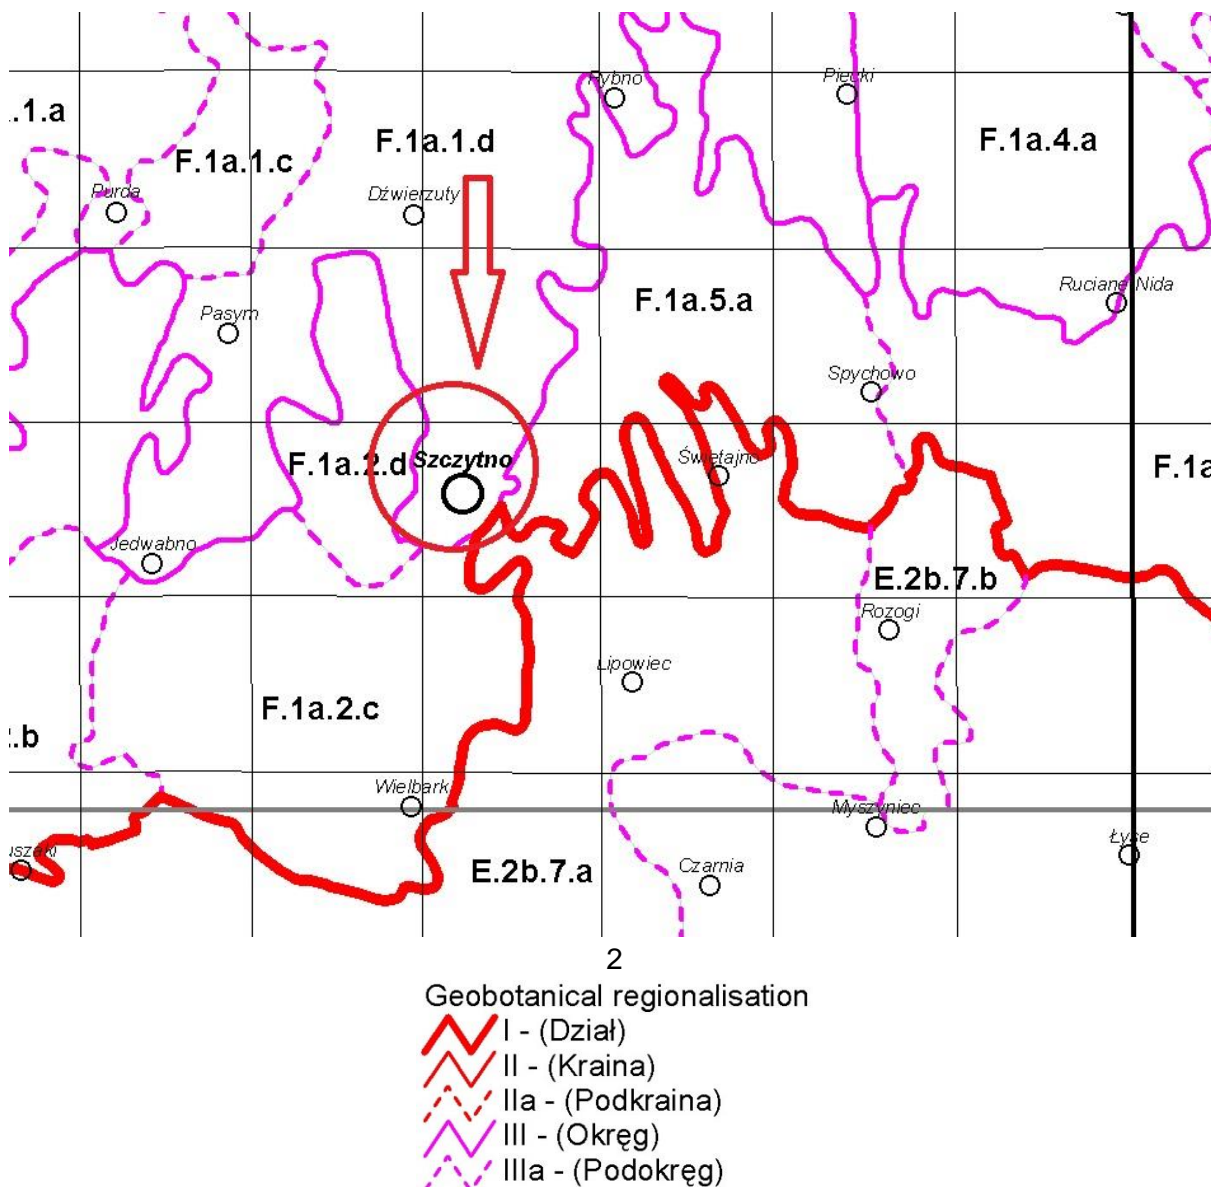 Rybno
Piecki
.1.a
F.1a.1.c
F.1a.1.d
F.1a.4.a
Purda
Dźwierzuty
Pasym
F.1a.5.a
Ruciane Nida
Spychowo
F.1a.2.d
Szczytno
Świętajno
F.1a
Jedwabno
E.2b.7.b
Rozogi
Lipowiec
F.1a.2.c
.b
Wielbark
Myszyniec
Łyse
uszaki
E.2b.7.a
Czarnia
2
Geobotanical regionalisation
I - (Dział)
II - (Kraina)
IIa - (Podkraina)
III - (Okręg)
IIIa - (Podokręg)